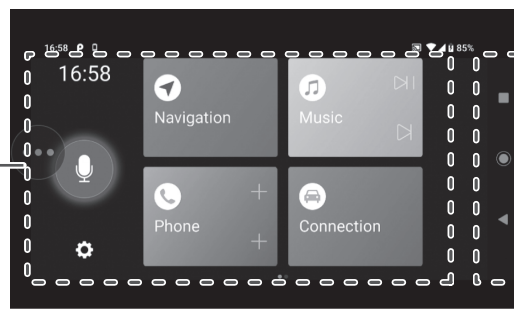 16:58 85%
16:58
Navigation
Music
Phone
Connection